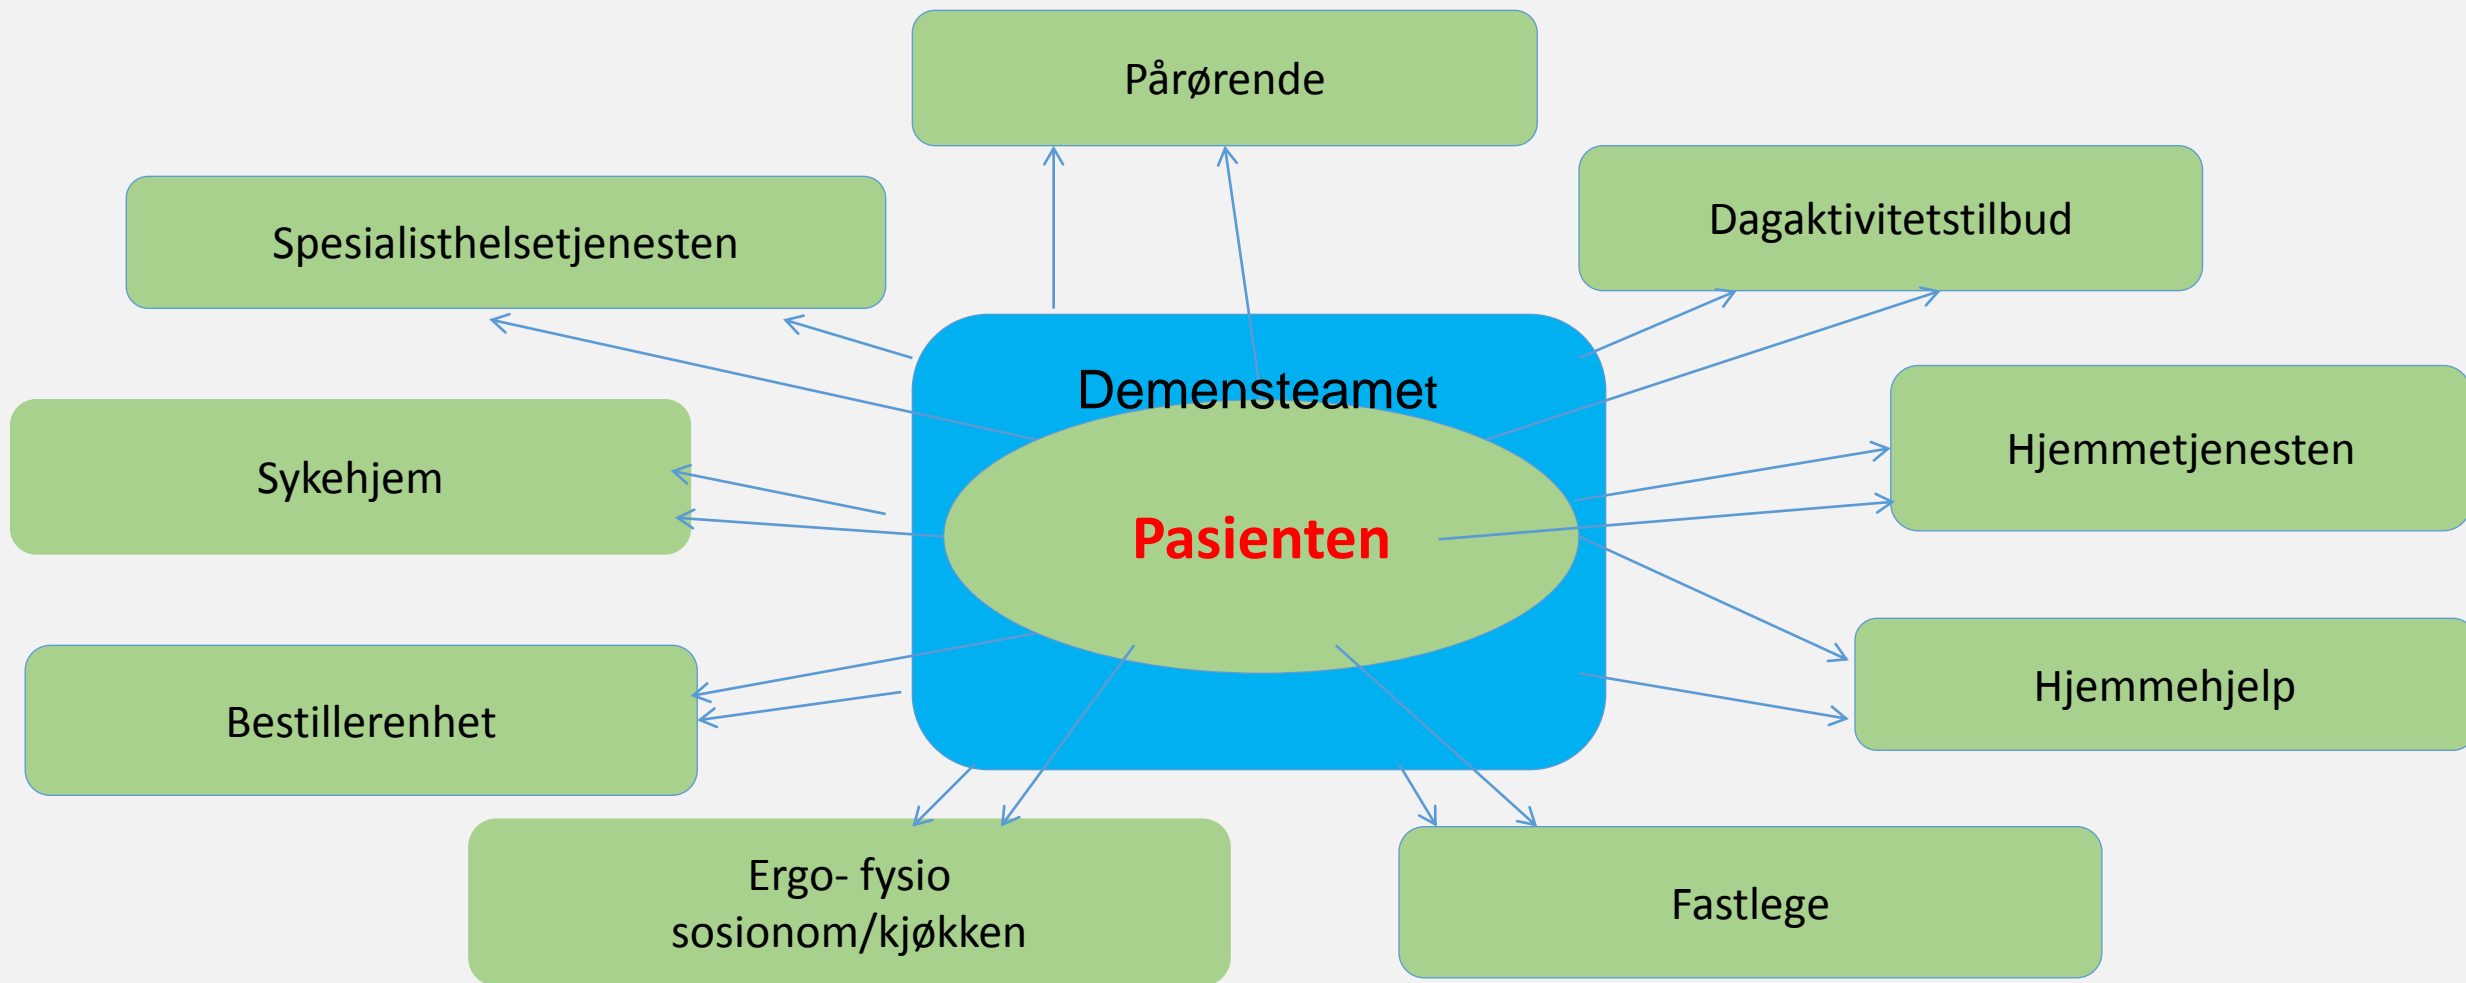 Pårørende
Spesialisthelsetjenesten
Dagaktivitetstilbud
Demensteamet
Sykehjem
Pasienten
Hjemmetjenesten
Bestillerenhet
Hjemmehjelp
Ergo- fysio
sosionom/kjøkken
Fastlege